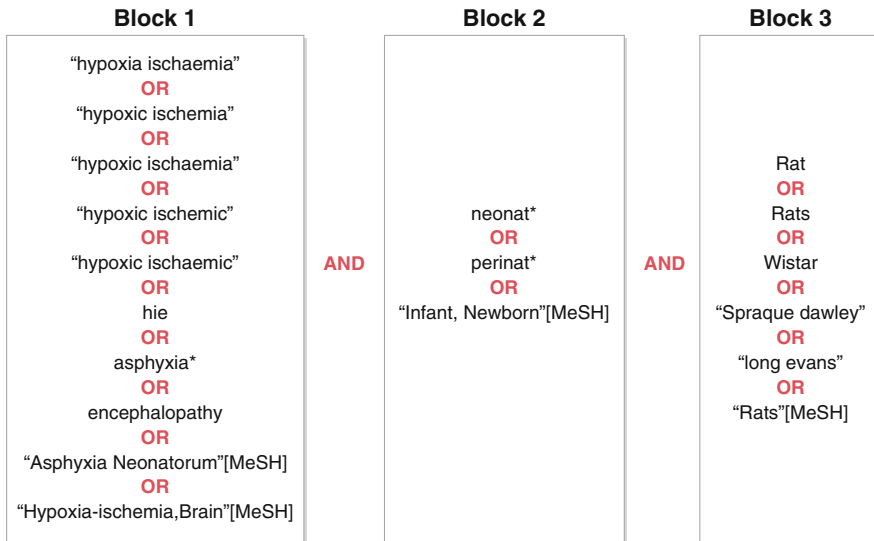 Block 1
“hypoxia ischaemia”
OR
“hypoxic ischemia”
OR
“hypoxic ischaemia”
OR
“hypoxic ischemic”
OR
“hypoxic ischaemic”
OR
hie
OR
asphyxia*
OR
encephalopathy
OR
“Asphyxia Neonatorum”[MeSH]
OR
“Hypoxia-ischemia,Brain”[MeSH]
AND
Block 2
neonat*
OR
perinat*
OR
“Infant, Newborn”[MeSH]
AND
Block 3
Rat
OR
Rats
OR
Wistar
OR
“Spraque dawley”
OR
“long evans”
OR
“Rats”[MeSH]